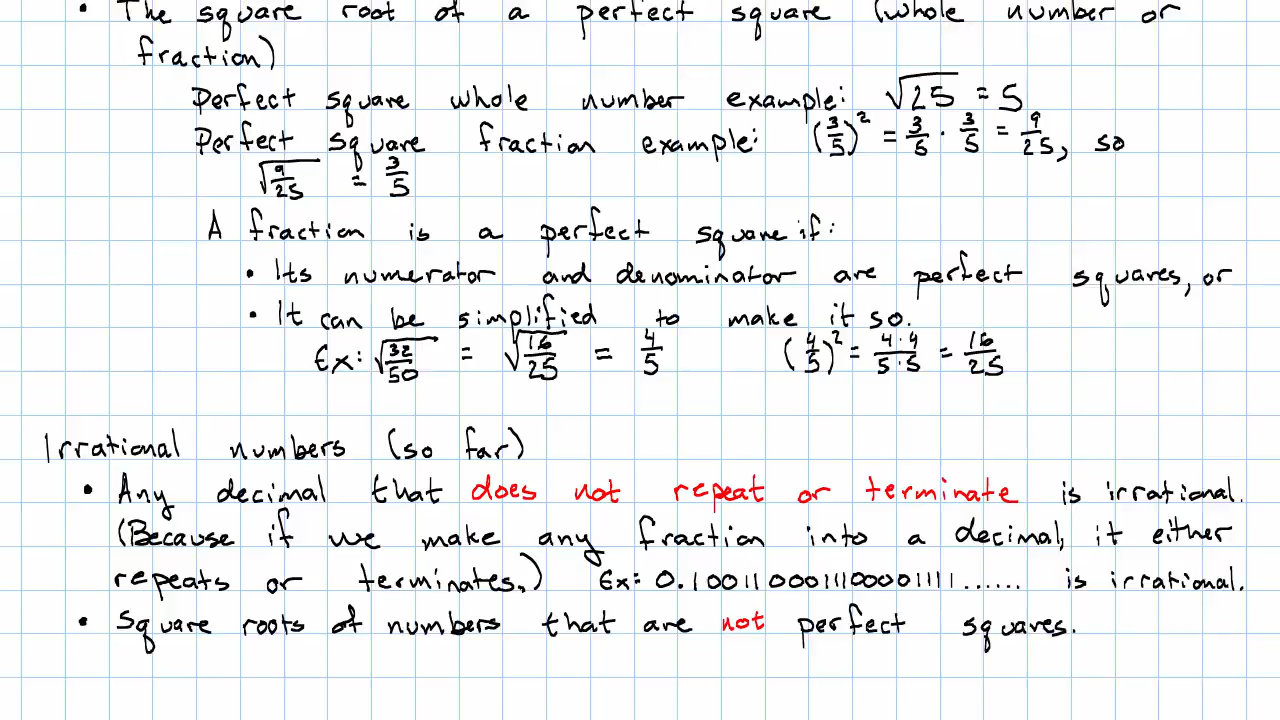 • The square root of a perfect square (whole number or
fraction)
Perfect square whole number example: √25 = 5
Perfect square fraction example: (3/5)² = 3/5 · 3/5 = 9/25, so
√(9/25) = 3/5
A fraction is a perfect square if:
• Its numerator and denominator are perfect squares, or
• It can be simplified to make it so.
Ex: √(32/50) = √(16/25) = 4/5 (4/5)² = 4·4/5·5 = 16/25
Irrational numbers (so far)
• Any decimal that does not repeat or terminate is irrational.
(Because if we make any fraction into a decimal, it either
repeats or terminates.) Ex: 0.1001100011100001111...... is irrational.
• Square roots of numbers that are not perfect squares.